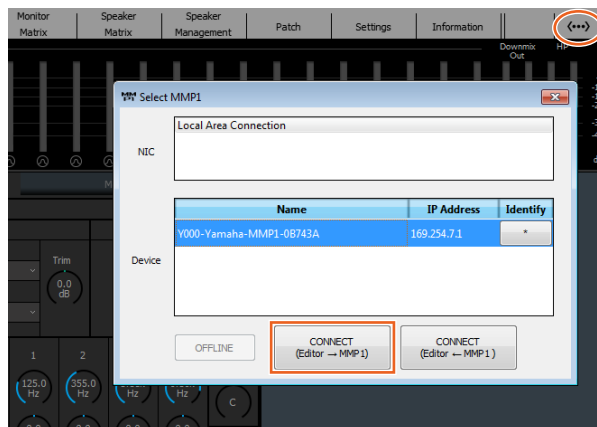 Monitor Matrix
Speaker Matrix
Speaker Management
Patch
Settings
Information
Downmix Out
HP
Select MMP1
NIC
Local Area Connection
Name IP Address Identify
Device
Y000-Yamaha-MMP1-0B743A 169.254.7.1 *
OFFLINE
CONNECT
(Editor → MMP1)
CONNECT
(Editor ← MMP1)
Trim
0.0
dB
1 2
125.0
Hz
355.0
Hz
Hz
Hz
C